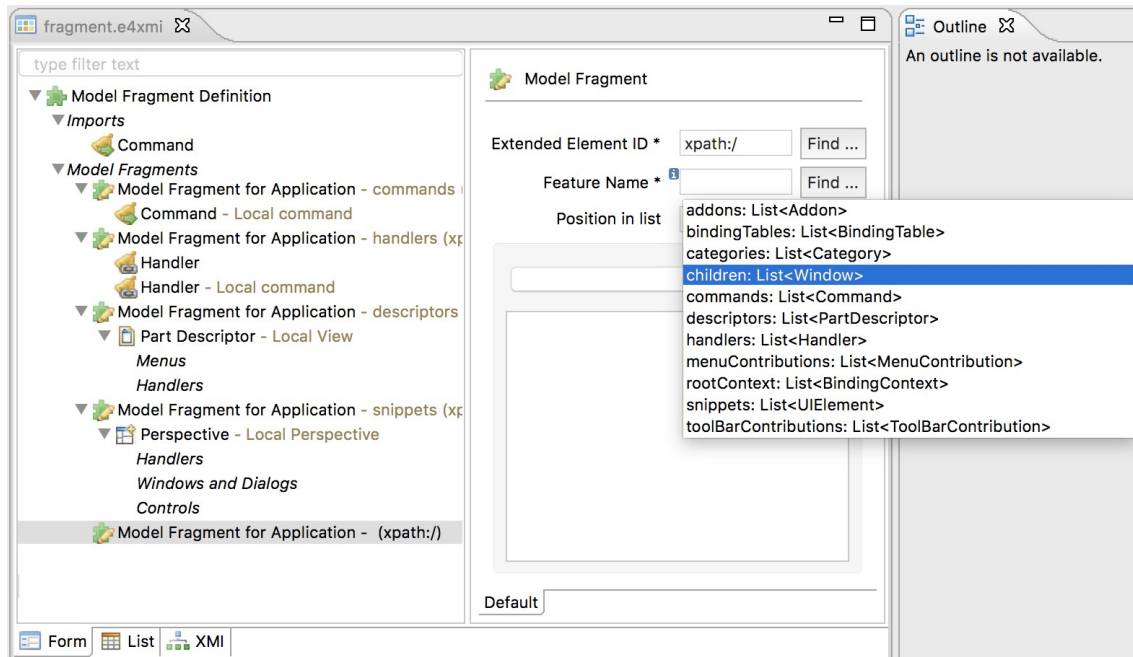 fragment.e4xmi
Outline
An outline is not available.
type filter text
Model Fragment Definition
Imports
Command
Model Fragments
Model Fragment for Application - commands (
Command - Local command
Model Fragment for Application - handlers (xp
Handler
Handler - Local command
Model Fragment for Application - descriptors
Part Descriptor - Local View
Menus
Handlers
Model Fragment for Application - snippets (xp
Perspective - Local Perspective
Handlers
Windows and Dialogs
Controls
Model Fragment for Application - (xpath:/)
Model Fragment
Extended Element ID * xpath:/ Find ...
Feature Name * Find ...
Position in list
addons: List<Addon>
bindingTables: List<BindingTable>
categories: List<Category>
children: List<Window>
commands: List<Command>
descriptors: List<PartDescriptor>
handlers: List<Handler>
menuContributions: List<MenuContribution>
rootContext: List<BindingContext>
snippets: List<UIElement>
toolBarContributions: List<ToolBarContribution>
Default
Form List XMI